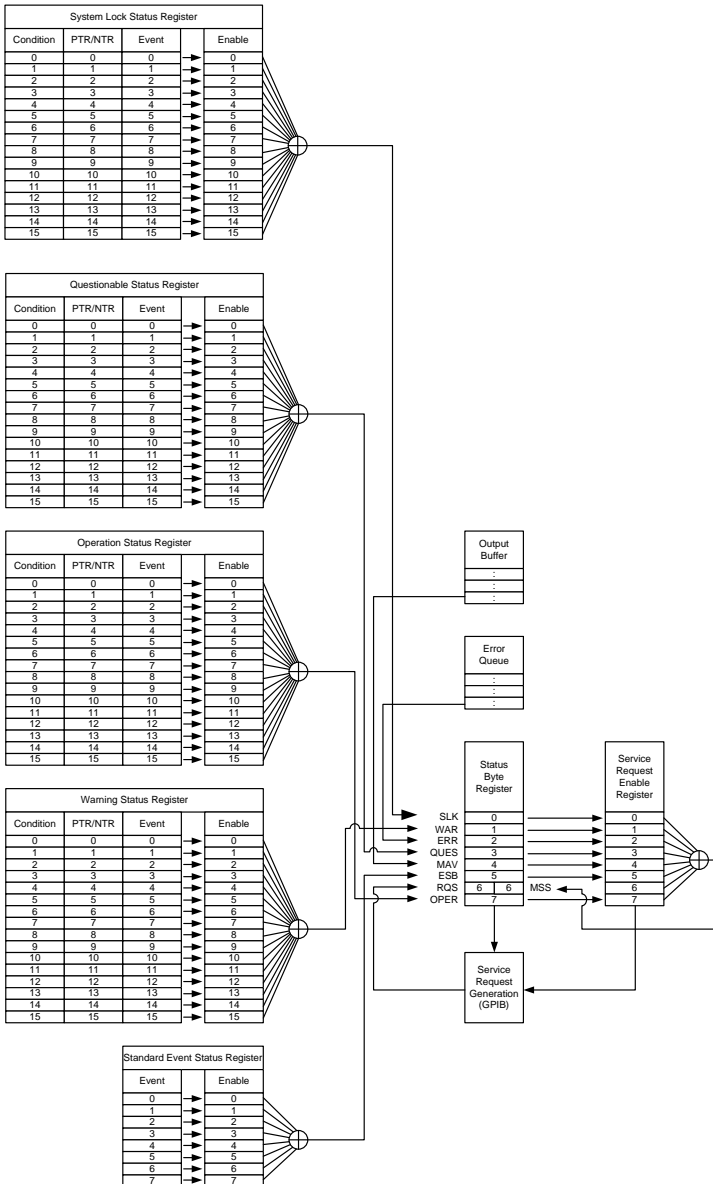 System Lock Status Register
Condition PTR/NTR Event Enable
0 0 0 0
1 1 1 1
2 2 2 2
3 3 3 3
4 4 4 4
5 5 5 5
6 6 6 6
7 7 7 7
8 8 8 8
9 9 9 9
10 10 10 10
11 11 11 11
12 12 12 12
13 13 13 13
14 14 14 14
15 15 15 15
Questionable Status Register
Condition PTR/NTR Event Enable
0 0 0 0
1 1 1 1
2 2 2 2
3 3 3 3
4 4 4 4
5 5 5 5
6 6 6 6
7 7 7 7
8 8 8 8
9 9 9 9
10 10 10 10
11 11 11 11
12 12 12 12
13 13 13 13
14 14 14 14
15 15 15 15
Operation Status Register
Condition PTR/NTR Event Enable
0 0 0 0
1 1 1 1
2 2 2 2
3 3 3 3
4 4 4 4
5 5 5 5
6 6 6 6
7 7 7 7
8 8 8 8
9 9 9 9
10 10 10 10
11 11 11 11
12 12 12 12
13 13 13 13
14 14 14 14
15 15 15 15
Warning Status Register
Condition PTR/NTR Event Enable
0 0 0 0
1 1 1 1
2 2 2 2
3 3 3 3
4 4 4 4
5 5 5 5
6 6 6 6
7 7 7 7
8 8 8 8
9 9 9 9
10 10 10 10
11 11 11 11
12 12 12 12
13 13 13 13
14 14 14 14
15 15 15 15
Standard Event Status Register
Event Enable
0 0
1 1
2 2
3 3
4 4
5 5
6 6
7 7
Output
Buffer
:
:
:
Error
Queue
:
:
:
Status
Byte
Register
Service
Request
Enable
Register
SLK 0 0
WAR 1 1
ERR 2 2
QUES 3 3
MAV 4 4
ESB 5 5
RQS 6 6 MSS 6
OPER 7 7
Service
Request
Generation
(GPIB)